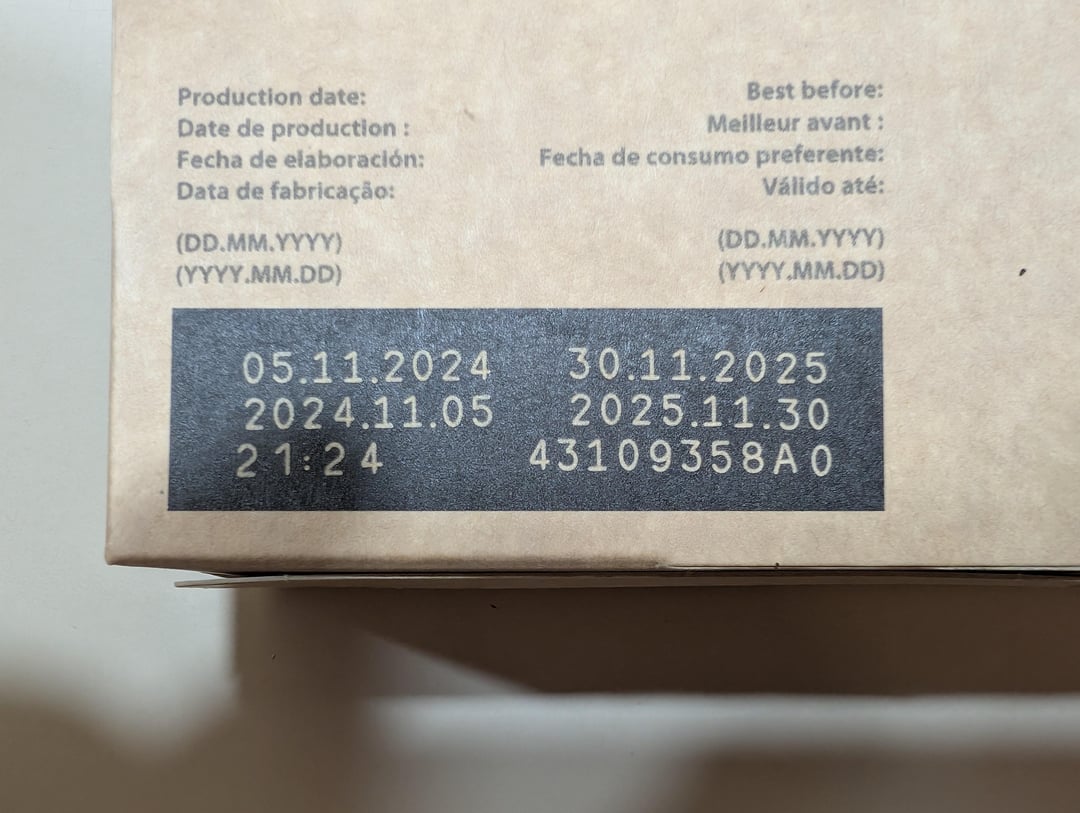 Production date:
Date de production :
Fecha de elaboración:
Data de fabricação:
(DD.MM.YYYY)
(YYYY.MM.DD)
Best before:
Meilleur avant :
Fecha de consumo preferente:
Válido até:
(DD.MM.YYYY)
(YYYY.MM.DD)
05.11.2024 30.11.2025
2024.11.05 2025.11.30
21:24 43109358A0